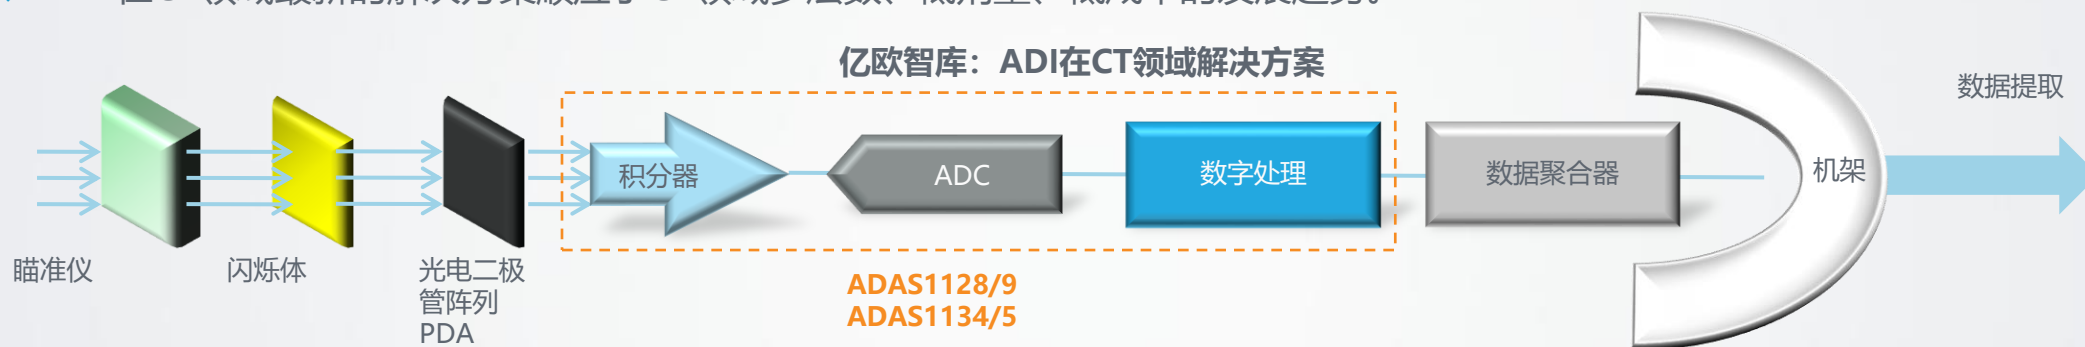 亿欧智库：ADI在CT领域解决方案
数据提取
积分器
ADC
数字处理
数据聚合器
机架
瞄准仪
闪烁体
光电二极
管阵列
PDA
ADAS1128/9
ADAS1134/5